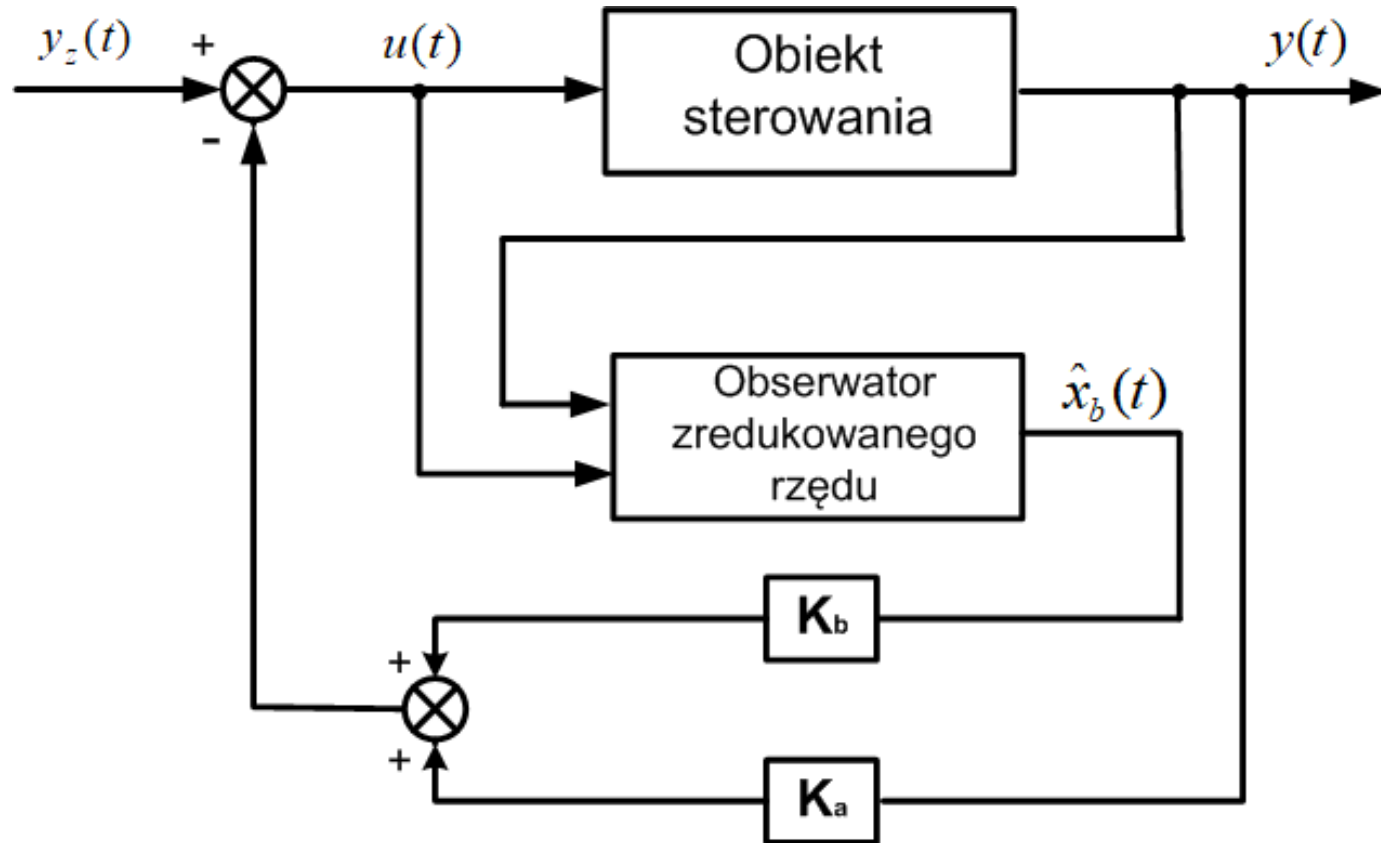 y_z(t)
+
-
u(t)
Obiekt
sterowania
y(t)
Obserwator
zredukowanego
rzędu
x̂_b(t)
K_b
+
+
K_a